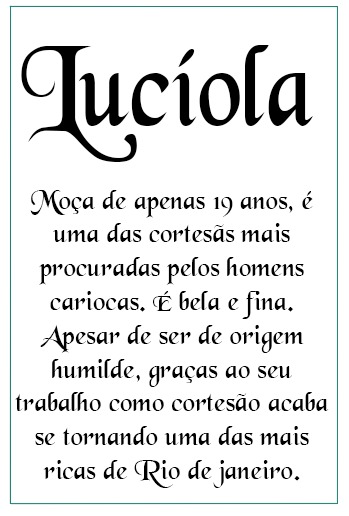 Lucíola
Moça de apenas 19 anos, é
uma das cortesãs mais
procuradas pelos homens
cariocas. É bela e fina.
Apesar de ser de origem
humilde, graças ao seu
trabalho como cortesão acaba
se tornando uma das mais
ricas de Rio de janeiro.